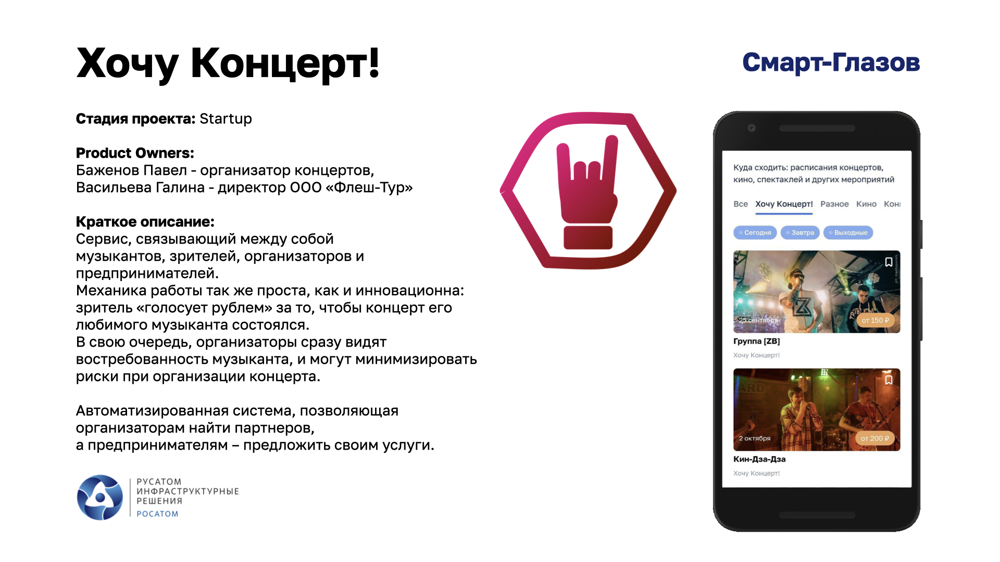 Хочу Концерт!
Смарт-Глазов
Стадия проекта: Startup
Product Owners:
Баженов Павел - организатор концертов,
Васильева Галина - директор ООО «Флеш-Тур»
Краткое описание:
Сервис, связывающий между собой
музыкантов, зрителей, организаторов и
предпринимателей.
Механика работы так же проста, как и инновационна:
зритель «голосует рублем» за то, чтобы концерт его
любимого музыканта состоялся.
В свою очередь, организаторы сразу видят
востребованность музыканта, и могут минимизировать
риски при организации концерта.
Автоматизированная система, позволяющая
организаторам найти партнеров,
а предпринимателям – предложить своим услуги.
РУСАТОМ
ИНФРАСТРУКТУРНЫЕ
РЕШЕНИЯ
РОСАТОМ
Куда сходить: расписания концертов,
кино, спектаклей и других мероприятий
Все Хочу Концерт! Разное Кино
Сегодня Завтра Выходные
25 сентября от 150 ₽
Группа [ZB]
Хочу Концерт!
2 октября от 200 ₽
Кин-Дза-Дза
Хочу Концерт!